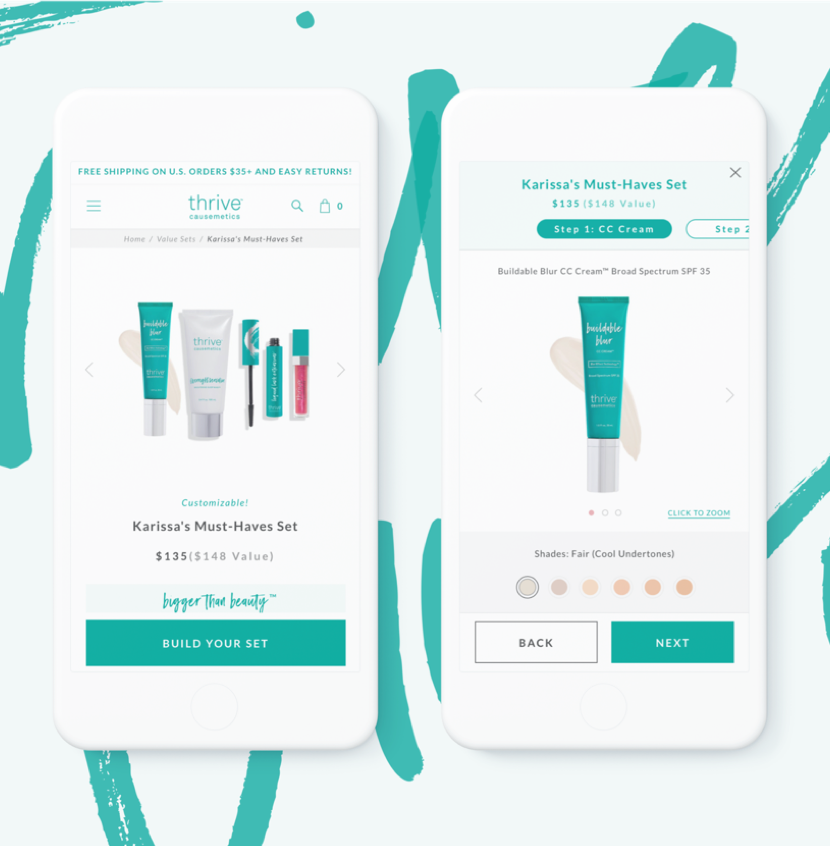 FREE SHIPPING ON U.S. ORDERS $35+ AND EASY RETURNS!
thrive
causemetics
0
Home / Value Sets / Karissa's Must-Haves Set
buildable
blur
thrive
causemetics
thrive
causemetics
Customizable!
Karissa's Must-Haves Set
$135($148 Value)
bigger than beauty™
BUILD YOUR SET
Karissa's Must-Haves Set
$135 ($148 Value)
Step 1: CC Cream
Step 2
Buildable Blur CC Cream™ Broad Spectrum SPF 35
buildable
blur
thrive
causemetics
CLICK TO ZOOM
Shades: Fair (Cool Undertones)
BACK
NEXT